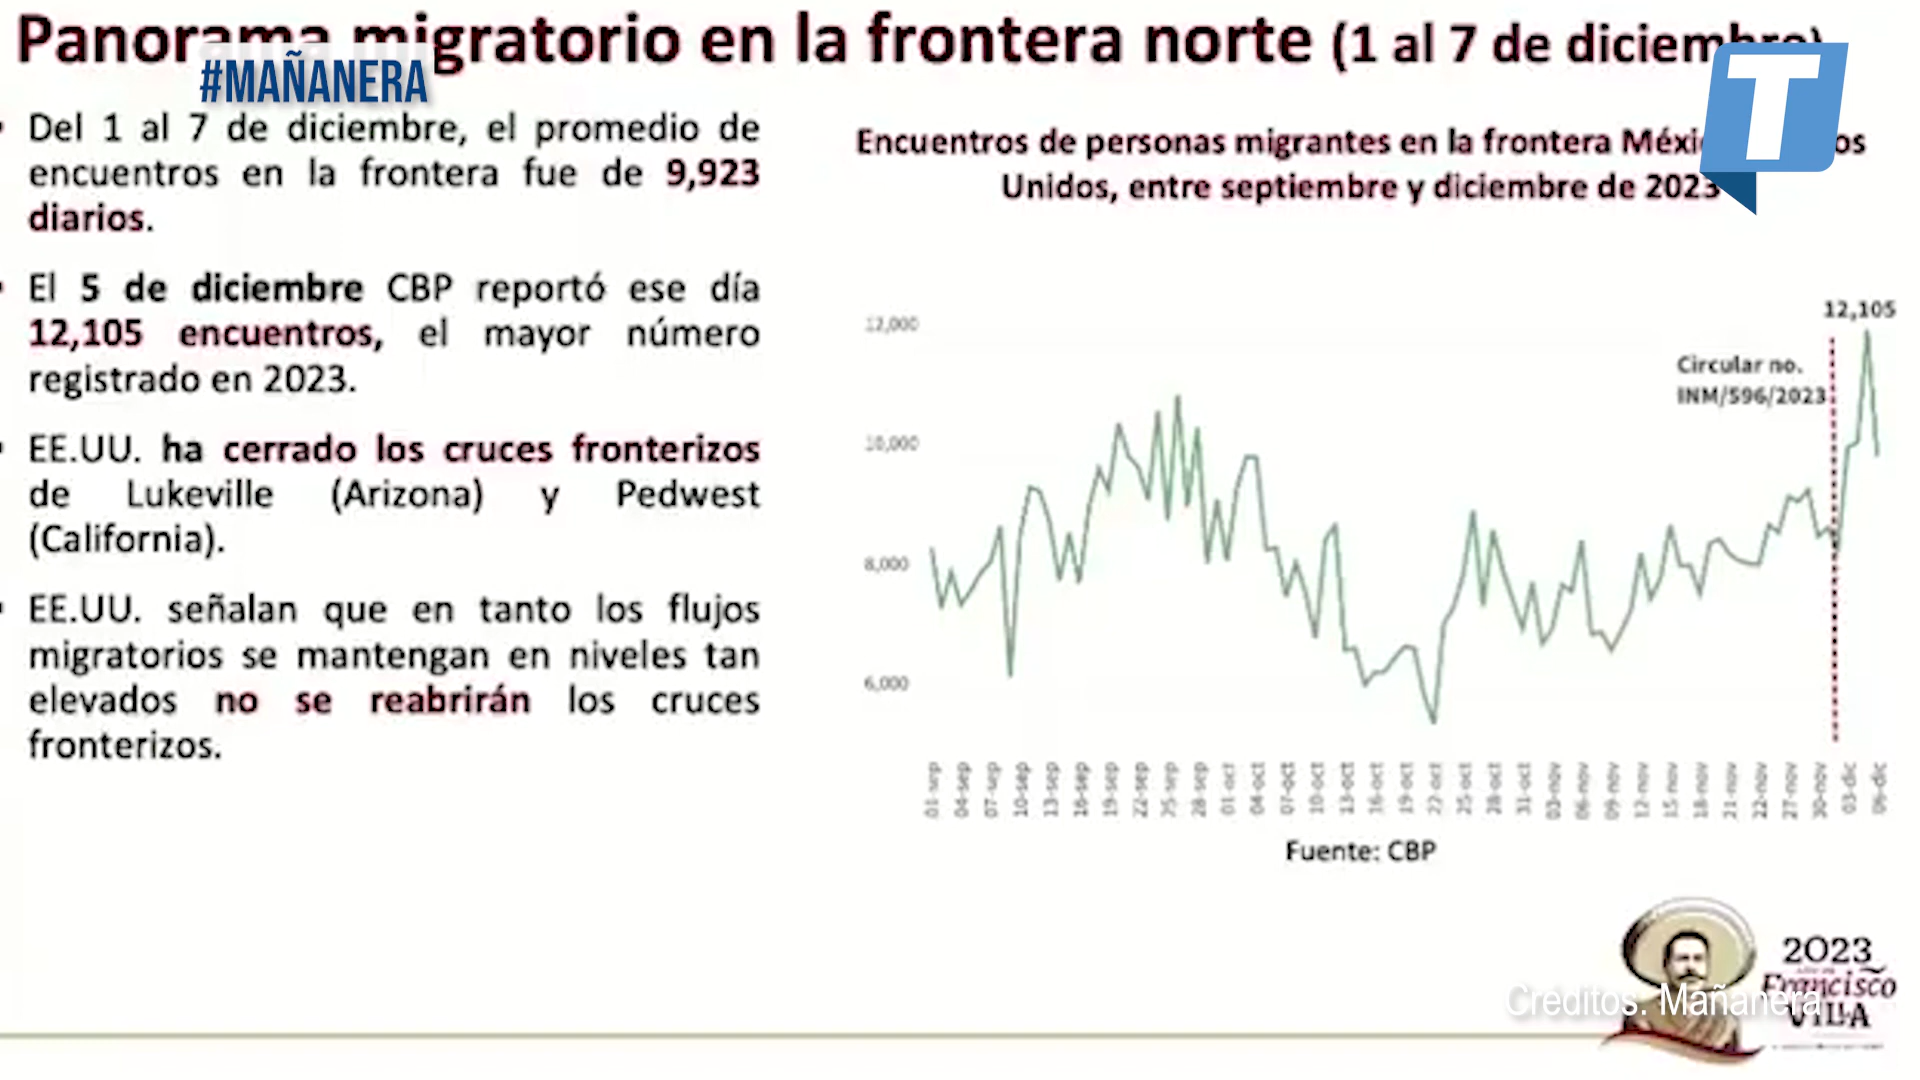 Panorama migratorio en la frontera norte (1 al 7 de diciembre)
#MAÑANERA
T
Del 1 al 7 de diciembre, el promedio de
encuentros en la frontera fue de 9,923
diarios.
El 5 de diciembre CBP reportó ese día
12,105 encuentros, el mayor número
registrado en 2023.
EE.UU. ha cerrado los cruces fronterizos
de Lukeville (Arizona) y Pedwest
(California).
EE.UU. señalan que en tanto los flujos
migratorios se mantengan en niveles tan
elevados no se reabrirán los cruces
fronterizos.
Encuentros de personas migrantes en la frontera
Unidos, entre septiembre y diciembre de 2023
12,105
12,000
Circular no.
INM/596/2023
10,000
8,000
6,000
01-sep 04-sep 07-sep 10-sep 13-sep 16-sep 19-sep 22-sep 25-sep 28-sep 01-oct 04-oct 07-oct 10-oct 13-oct 16-oct 19-oct 22-oct 25-oct 28-oct 31-oct 03-nov 06-nov 09-nov 12-nov 15-nov 18-nov 21-nov 22-nov 27-nov 30-nov 03-dic 06-dic
Fuente: CBP
2023
Francisco
VILLA
Créditos. Mañanera